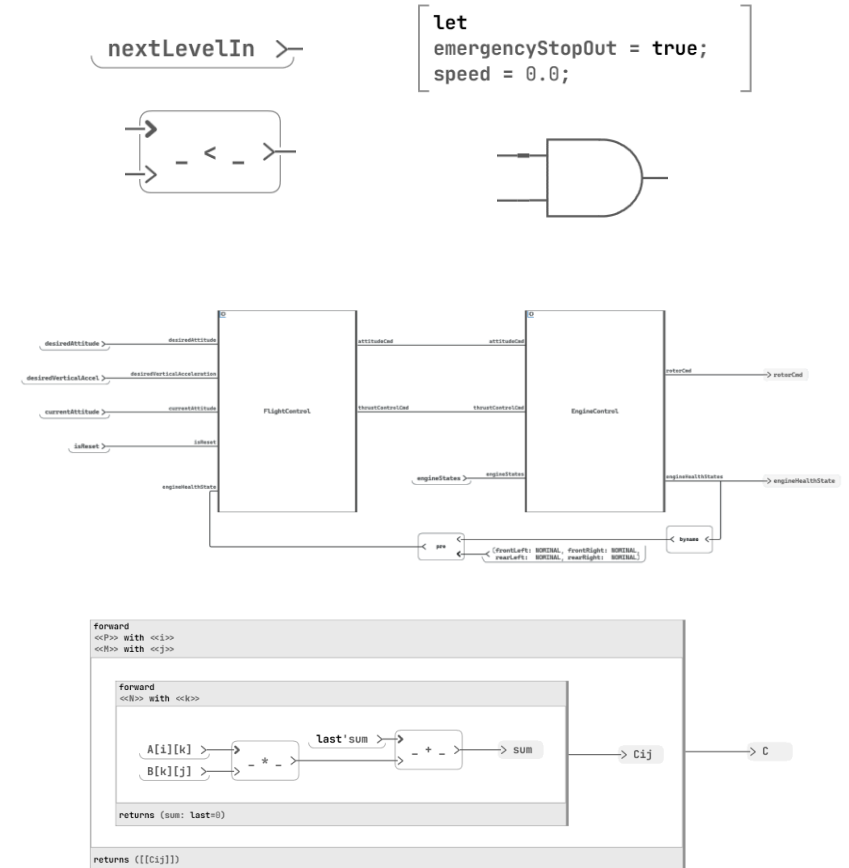 nextLevelIn
let
emergencyStopOut = true;
speed = 0.0;
_ < _
desiredAttitude
desiredVerticalAccel
currentAttitude
isReset
desiredAttitude
desiredVerticalAcceleration
currentAttitude
isReset
engineHealthState
FlightControl
attitudeCmd
thrustControlCmd
attitudeCmd
thrustControlCmd
engineStates
engineStates
EngineControl
rotorCmd
engineHealthStates
rotorCmd
engineHealthState
pre
{frontLeft: NOMINAL, frontRight: NOMINAL,
rearLeft: NOMINAL, rearRight: NOMINAL}
byname
forward
<<P>> with <<i>>
<<M>> with <<j>>
forward
<<N>> with <<k>>
A[i][k]
B[k][j]
_ * _
last'sum
_ + _
sum
Cij
C
returns (sum: last=0)
returns ([[Cij]])